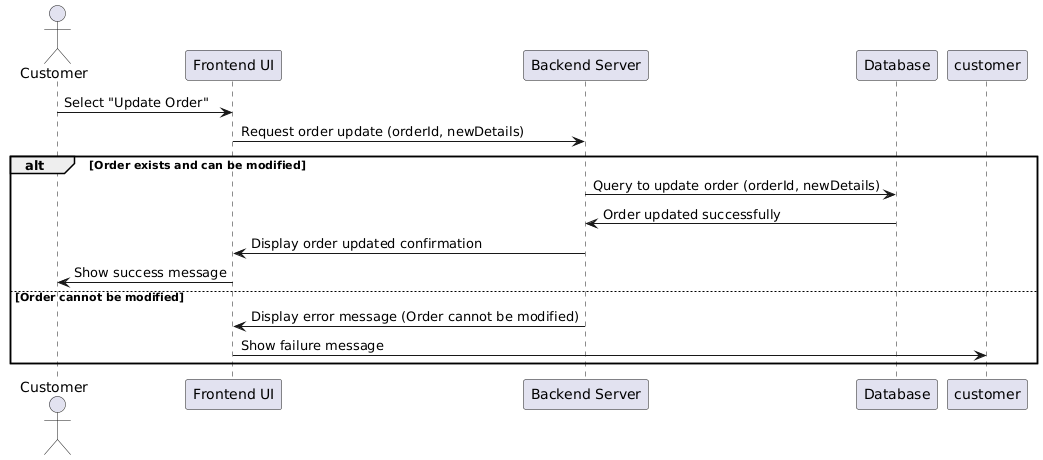 Customer
Frontend UI
Backend Server
Database
customer
Select "Update Order"
Request order update (orderId, newDetails)
alt
[Order exists and can be modified]
Query to update order (orderId, newDetails)
Order updated successfully
Display order updated confirmation
Show success message
[Order cannot be modified]
Display error message (Order cannot be modified)
Show failure message
Customer
Frontend UI
Backend Server
Database
customer